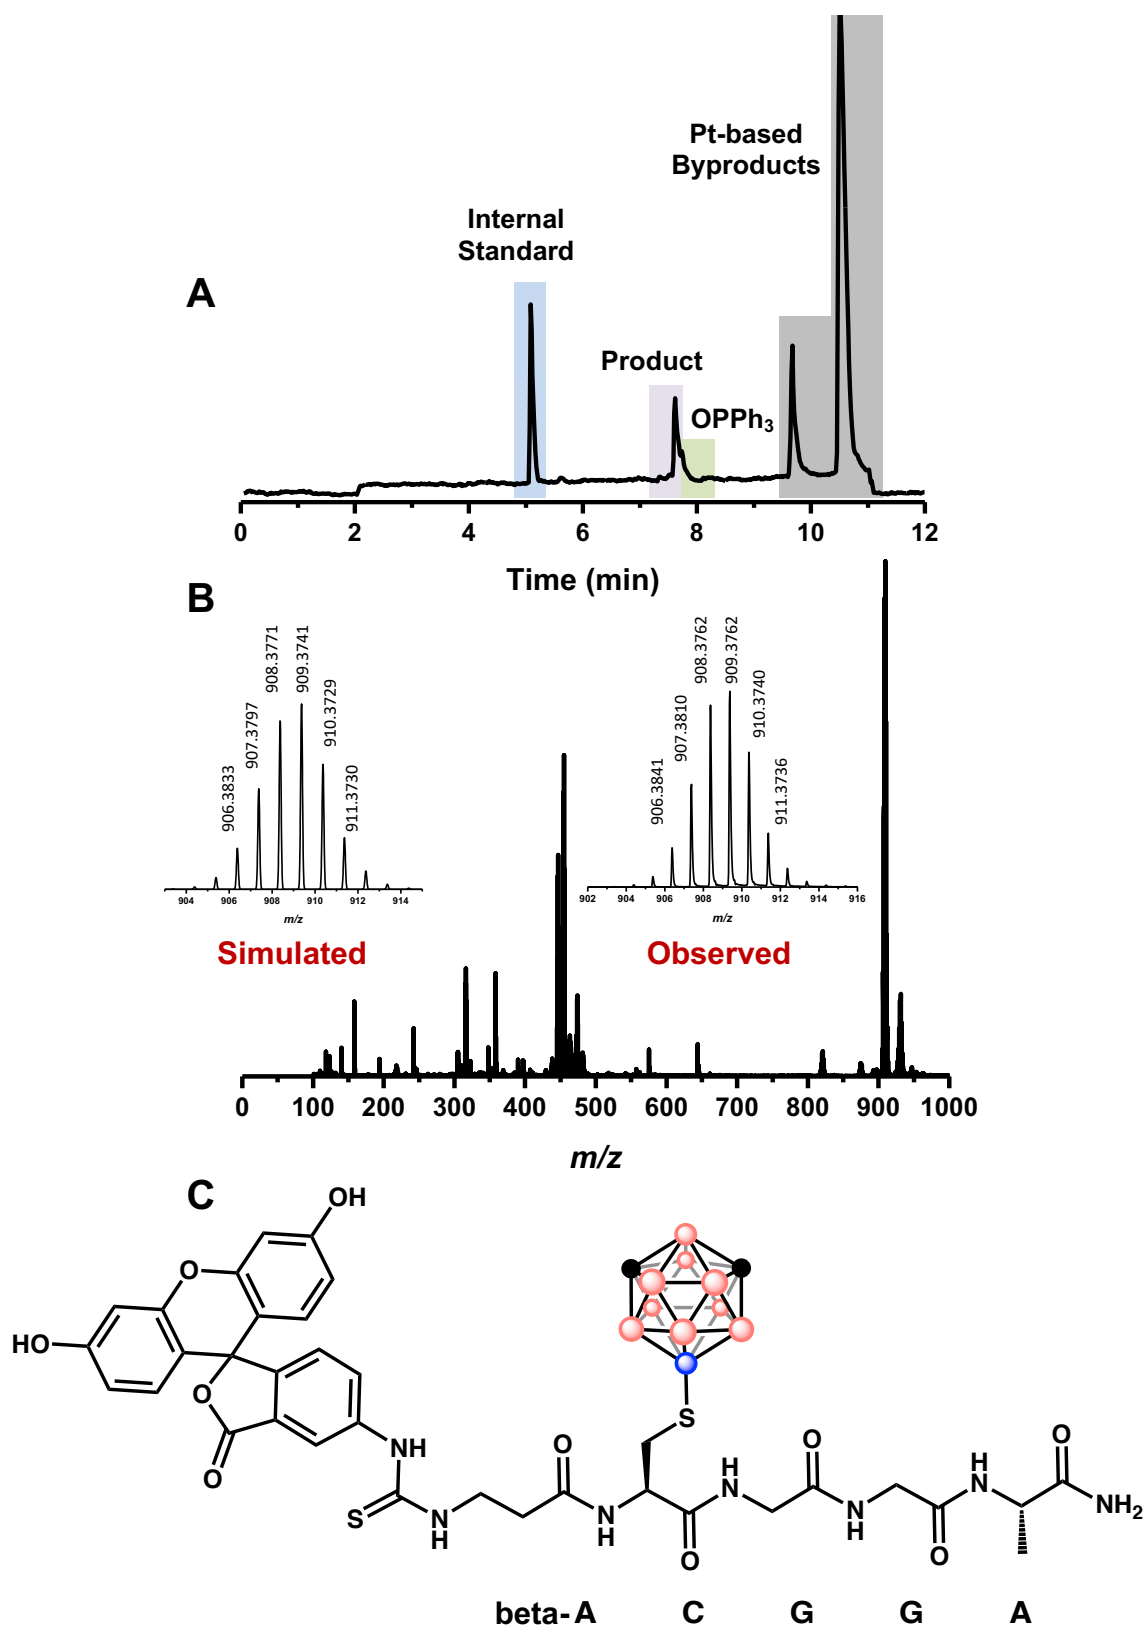 A
Internal
Standard
Product
OPPh₃
Pt-based
Byproducts
0 2 4 6 8 10 12
Time (min)
B
906.3833
907.3797
908.3771
909.3741
910.3729
911.3730
904 906 908 910 912 914
m/z
Simulated
906.3841
907.3810
908.3762
909.3762
910.3740
911.3736
902 904 906 908 910 912 914 916
m/z
Observed
0 100 200 300 400 500 600 700 800 900 1000
m/z
C
OH
O
HO
O
O
NH
S
N
H
O
N
H
S
O
H
N
O
N
H
O
H
N
O
NH₂
beta-A C G G A